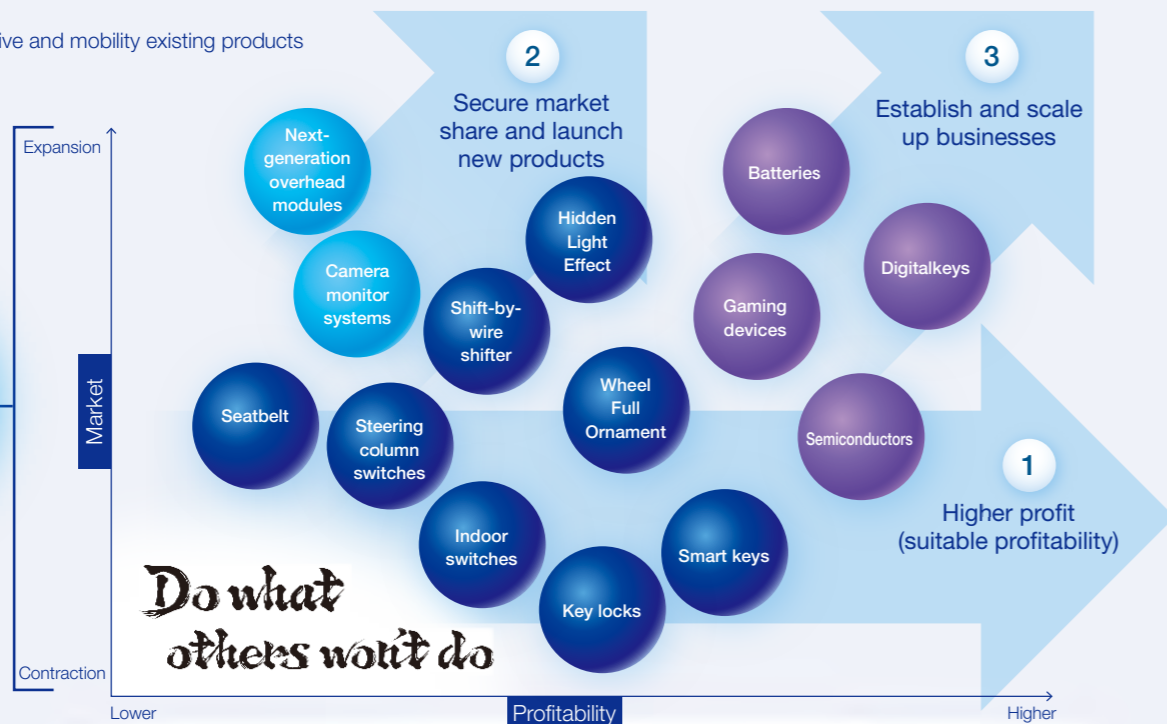 ive and mobility existing products
2
Secure market
share and launch
new products
3
Establish and scale
up businesses
Expansion
Next-
generation
overhead
modules
Batteries
Hidden
Light
Effect
Digitalkeys
Camera
monitor
systems
Shift-by-
wire
shifter
Gaming
devices
Market
Seatbelt
Steering
column
switches
Wheel
Full
Ornament
Semiconductors
1
Higher profit
(suitable profitability)
Indoor
switches
Key locks
Smart keys
Do what
others won't do
Contraction
Lower
Profitability
Higher